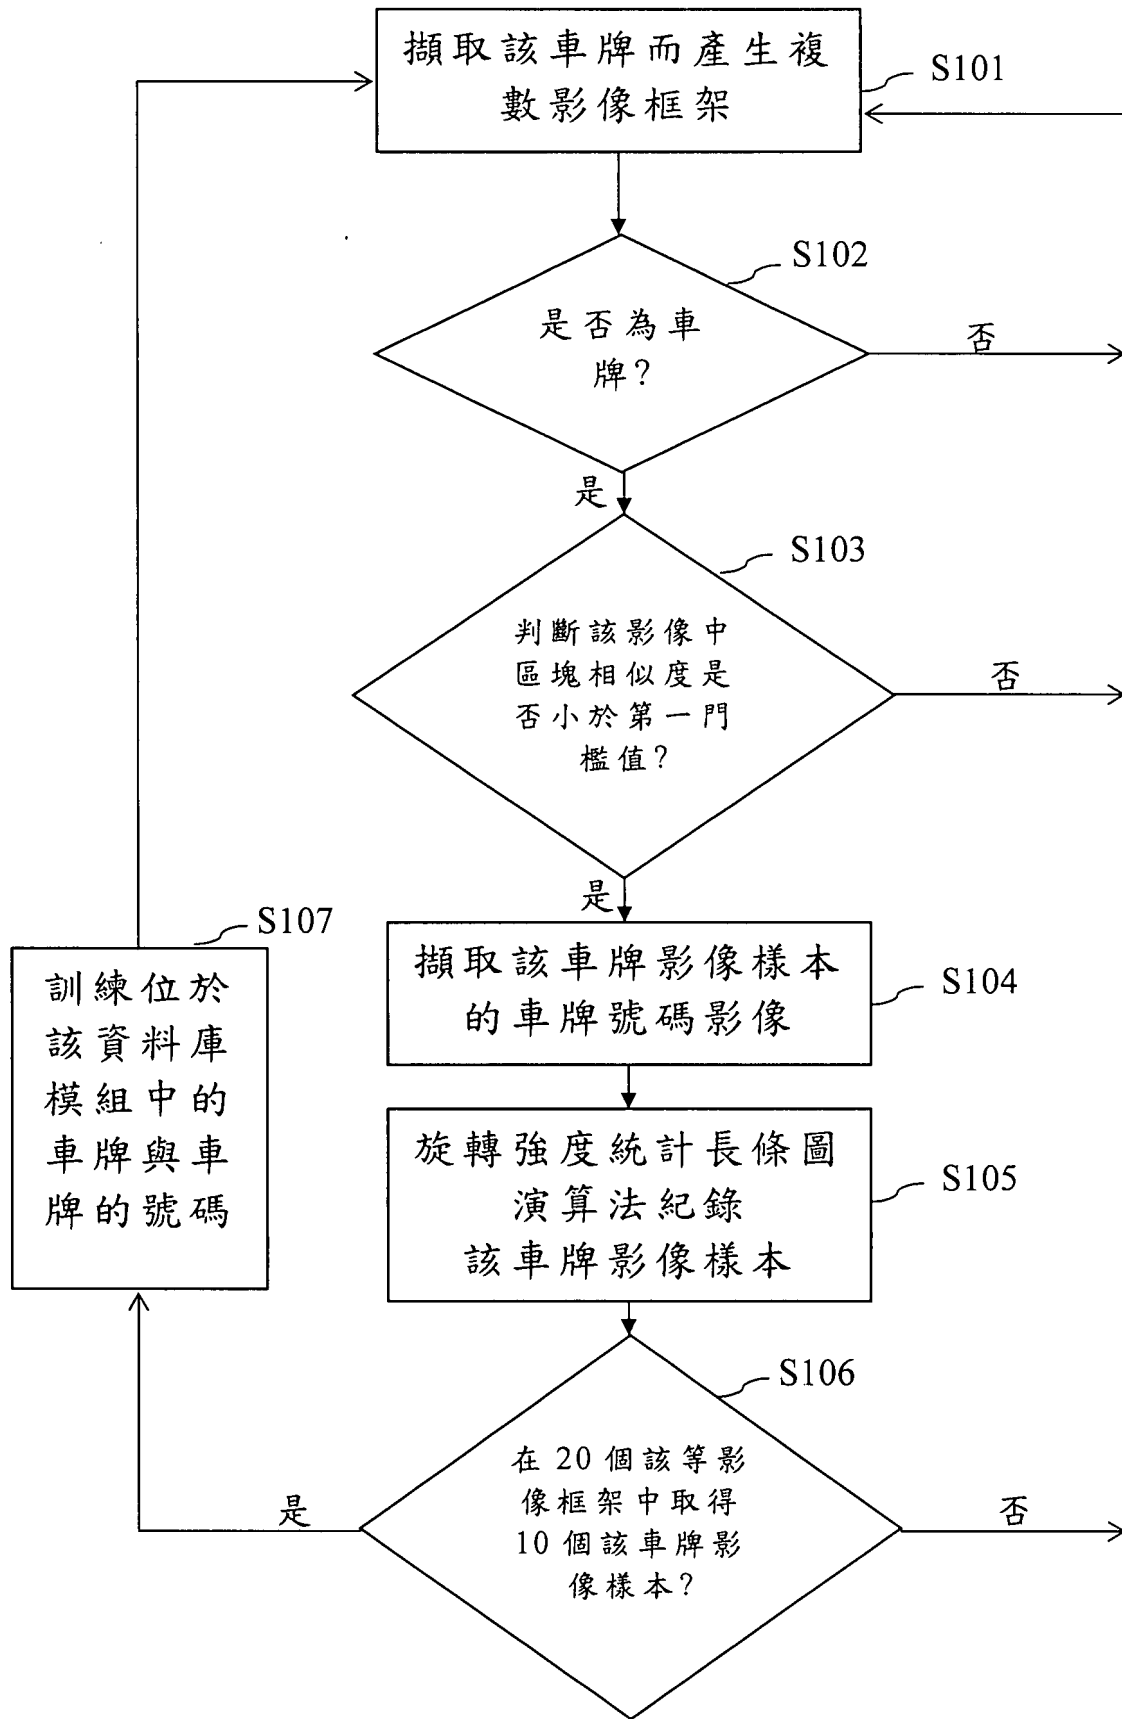 擷取該車牌而產生複
數影像框架
S101
S102
是否為車
牌?
否
是
S103
判斷該影像中
區塊相似度是
否小於第一門
檻值?
否
是
擷取該車牌影像樣本
的車牌號碼影像
S104
旋轉強度統計長條圖
演算法紀錄
該車牌影像樣本
S105
S106
在 20 個該等影
像框架中取得
10 個該車牌影
像樣本?
否
是
S107
訓練位於
該資料庫
模組中的
車牌與車
牌的號碼